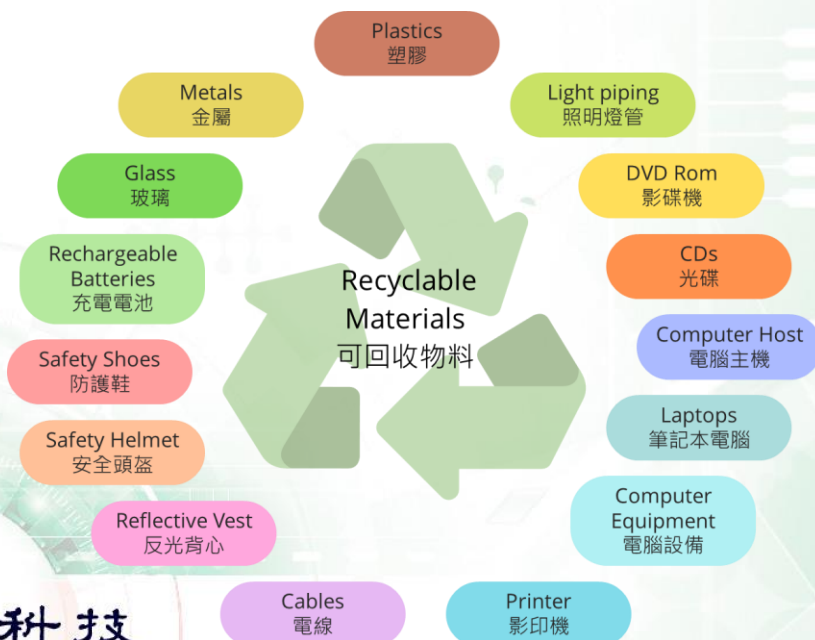 Plastics
塑膠
Metals
金屬
Light piping
照明燈管
Glass
玻璃
DVD Rom
影碟機
Rechargeable
Batteries
充電電池
CDs
光碟
Recyclable
Materials
可回收物料
Computer Host
電腦主機
Safety Shoes
防護鞋
Laptops
筆記本電腦
Safety Helmet
安全頭盔
Computer
Equipment
電腦設備
Reflective Vest
反光背心
Cables
電線
Printer
影印機
科技